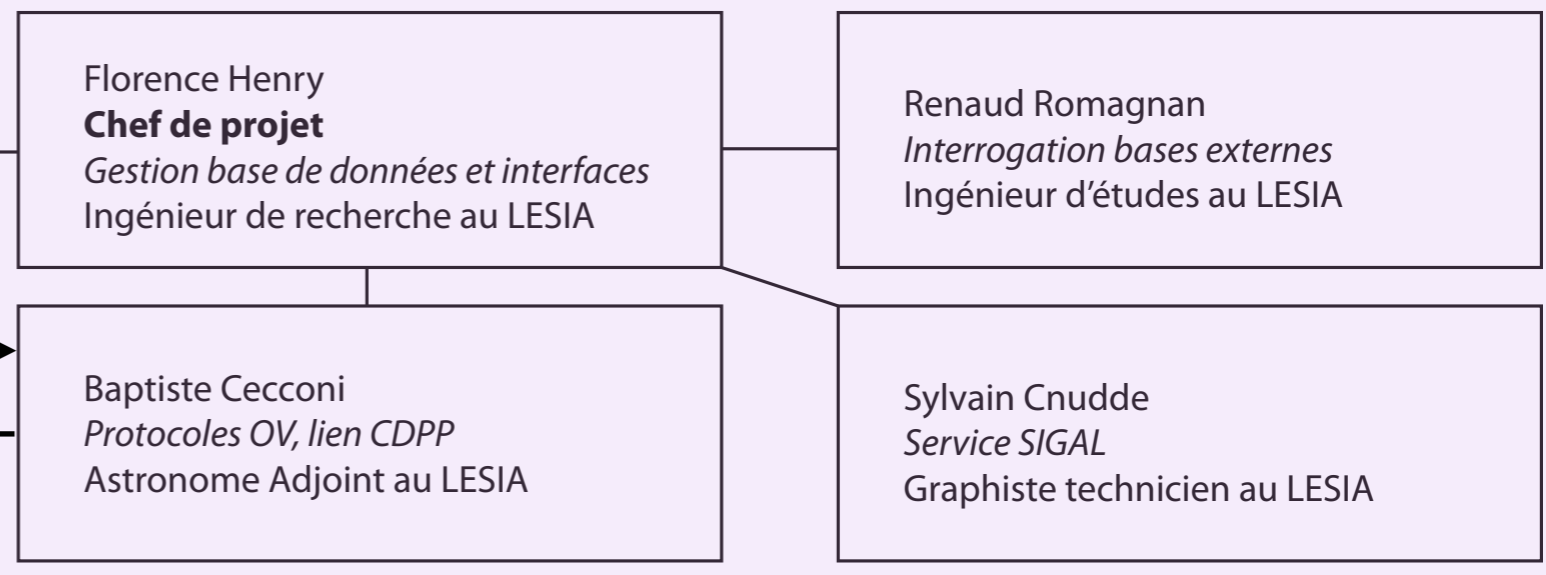 Florence Henry
Chef de projet
Gestion base de données et interfaces
Ingénieur de recherche au LESIA
Renaud Romagnan
Interrogation bases externes
Ingénieur d'études au LESIA
Baptiste Cecconi
Protocoles OV, lien CDPP
Astronome Adjoint au LESIA
Sylvain Cnudde
Service SIGAL
Graphiste technicien au LESIA